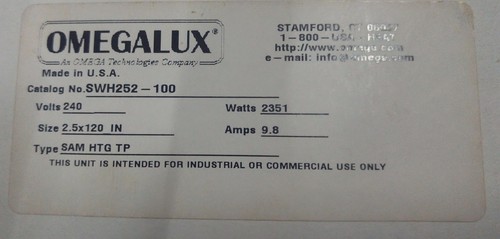 OMEGALUX®
An OMEGA Technologies Company
STAMFORD,
1-800-
http://www.
e-mail:
Made in U.S.A.
Catalog No. SWH252-100
Volts 240 Watts 2351
Size 2.5x120 IN Amps 9.8
Type SAM HTG TP
THIS UNIT IS INTENDED FOR INDUSTRIAL OR COMMERCIAL USE ONLY